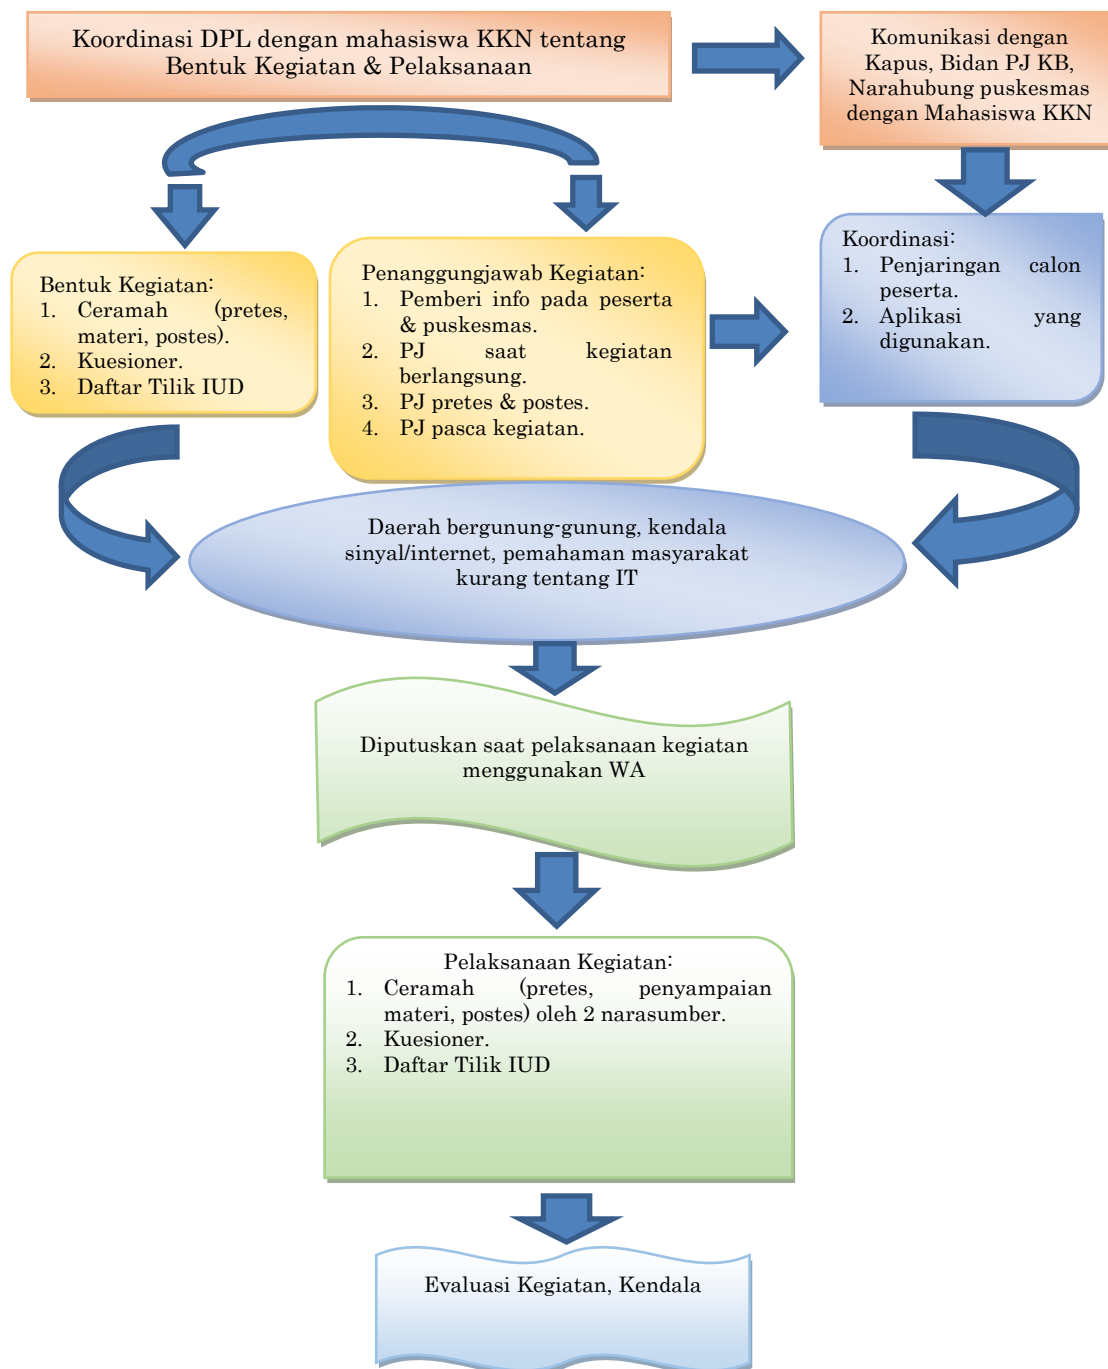 Koordinasi DPL dengan mahasiswa KKN tentang
Bentuk Kegiatan & Pelaksanaan
Komunikasi dengan
Kapus, Bidan PJ KB,
Narahubung puskesmas
dengan Mahasiswa KKN
Bentuk Kegiatan:
1. Ceramah (pretes,
materi, postes).
2. Kuesioner.
3. Daftar Tilik IUD
Penanggungjawab Kegiatan:
1. Pemberi info pada peserta
& puskesmas.
2. PJ saat kegiatan
berlangsung.
3. PJ pretes & postes.
4. PJ pasca kegiatan.
Koordinasi:
1. Penjaringan calon
peserta.
2. Aplikasi yang
digunakan.
Daerah bergunung-gunung, kendala
sinyal/internet, pemahaman masyarakat
kurang tentang IT
Diputuskan saat pelaksanaan kegiatan
menggunakan WA
Pelaksanaan Kegiatan:
1. Ceramah (pretes, penyampaian
materi, postes) oleh 2 narasumber.
2. Kuesioner.
3. Daftar Tilik IUD
Evaluasi Kegiatan, Kendala